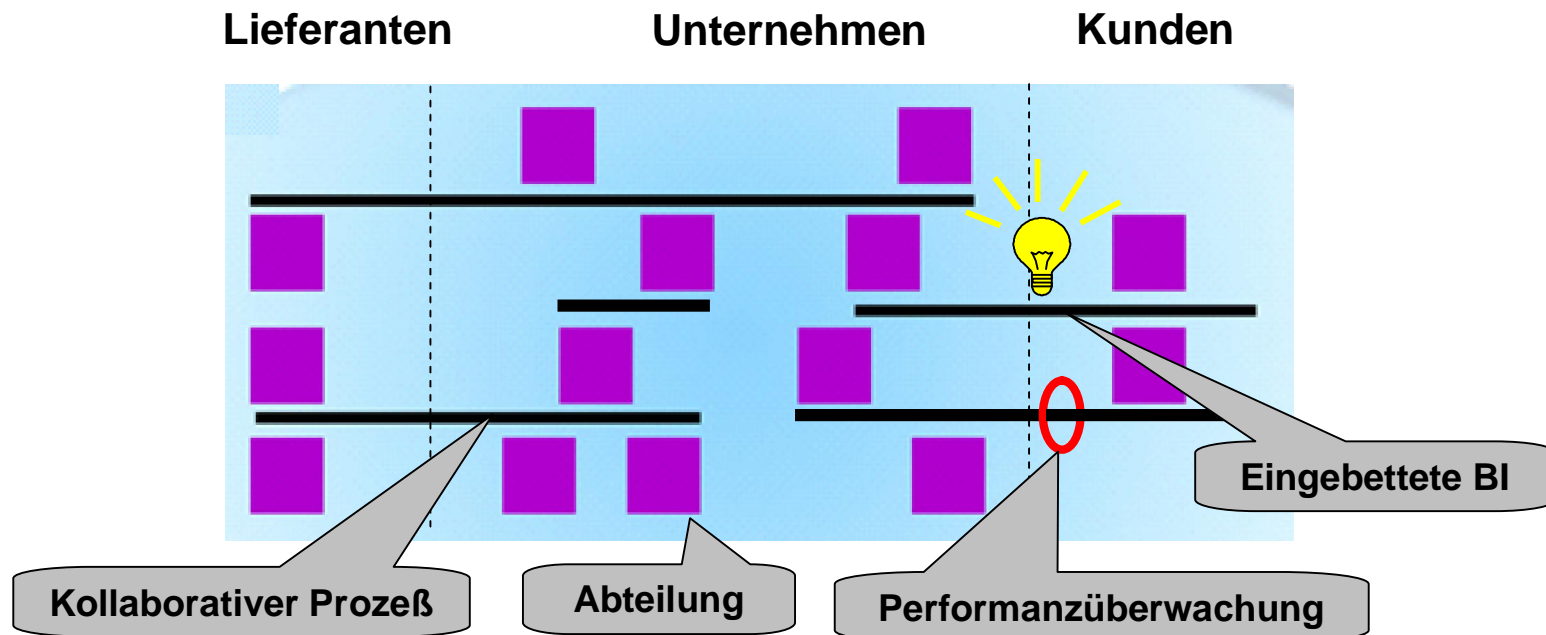 Lieferanten
Unternehmen
Kunden
Eingebettete BI
Kollaborativer Prozeß
Abteilung
Performanzüberwachung